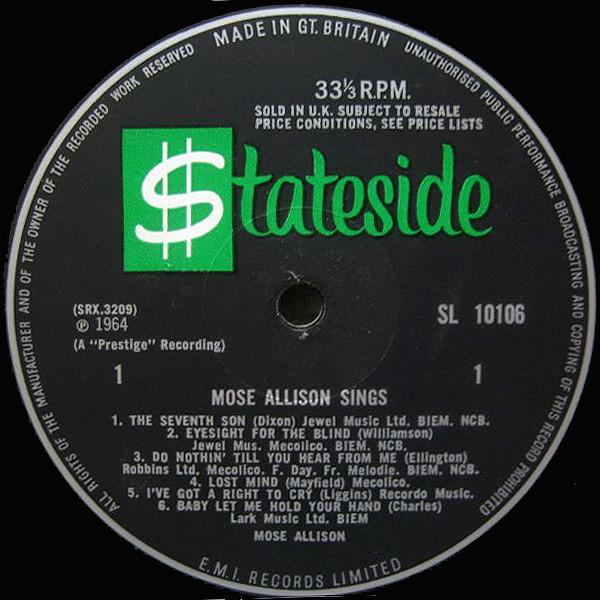 MADE IN GT. BRITAIN
UNAUTHORISED PUBLIC PERFORMANCE BROADCASTING AND COPYING OF THIS RECORD PROHIBITED
ALL RIGHTS OF THE MANUFACTURER AND OF THE OWNER OF THE RECORDED WORK RESERVED
33⅓ R.P.M.
SOLD IN U.K. SUBJECT TO RESALE
PRICE CONDITIONS, SEE PRICE LISTS
$tateside
(SRX.3209)
℗ 1964
(A "Prestige" Recording)
SL 10106
1 1
MOSE ALLISON SINGS
1. THE SEVENTH SON (Dixon) Jewel Music Ltd. BIEM. NCB.
2. EYESIGHT FOR THE BLIND (Williamson)
Jewel Mus. Mecolico. BIEM. NCB.
3. DO NOTHIN' TILL YOU HEAR FROM ME (Ellington)
Robbins Ltd. Mecolico. F. Day. Fr. Melodie. BIEM. NCB.
4. LOST MIND (Mayfield) Mecolico.
5. I'VE GOT A RIGHT TO CRY (Liggins) Recordo Music.
6. BABY LET ME HOLD YOUR HAND (Charles)
Lark Music Ltd. BIEM
MOSE ALLISON
E.M.I. RECORDS LIMITED